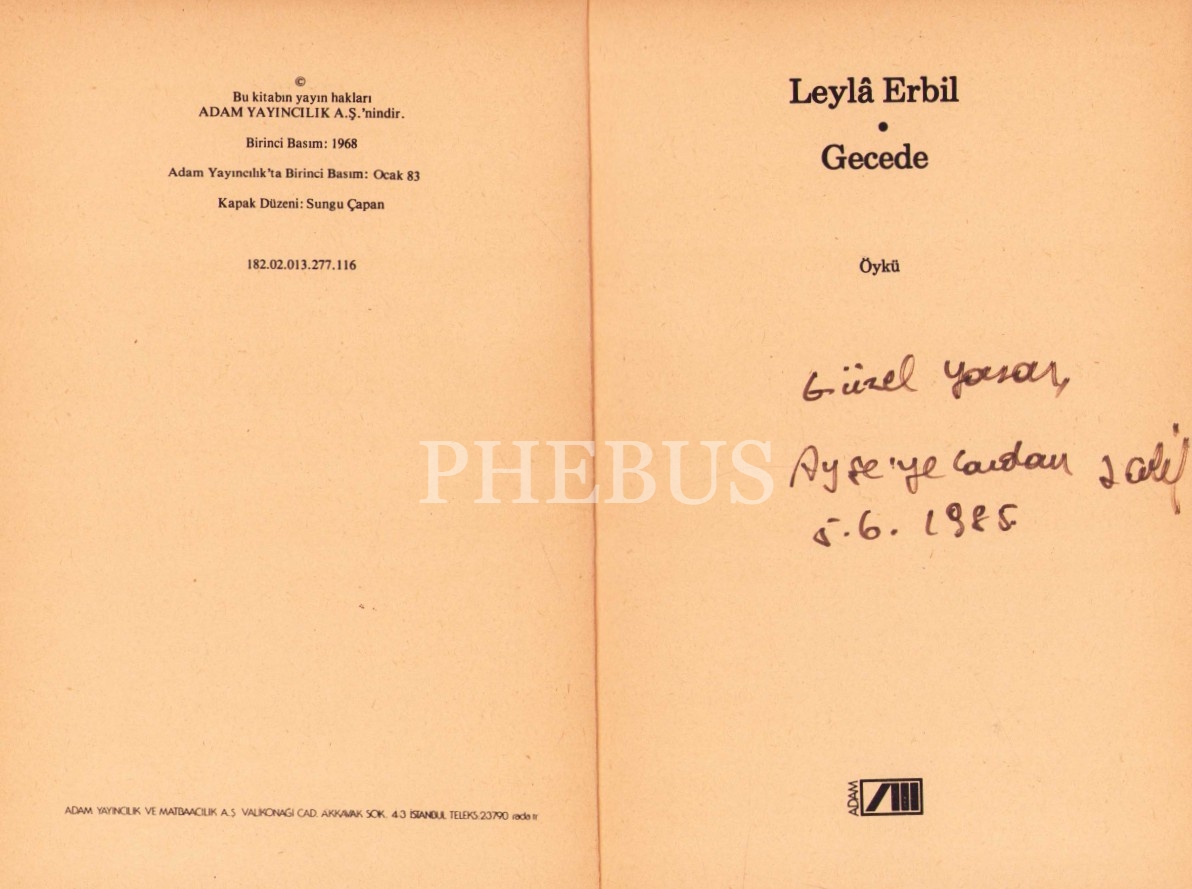 ©
Bu kitabın yayın hakları
ADAM YAYINCILIK A.Ş.'nindir.
Birinci Basım: 1968
Adam Yayıncılık'ta Birinci Basım: Ocak 83
Kapak Düzeni: Sungu Çapan
182.02.013.277.116
ADAM YAYINCILIK VE MATBAACILIK A.Ş. VALİKONAĞI CAD. AKKAVAK SOK. 4-3 İSTANBUL TELEKS:23790 rada tr
PHEBUS
Leylâ Erbil
•
Gecede
Öykü
Güzel yazar,
Ayşe'ye candan
5.6.1985
ADAM